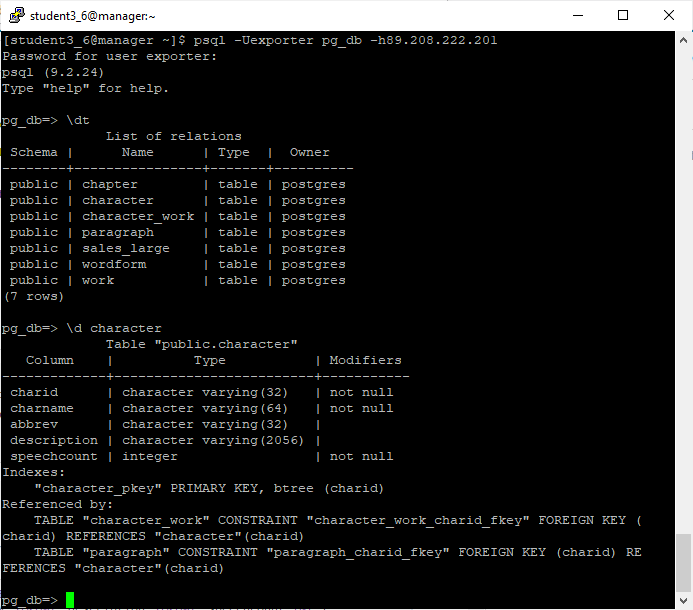 student3_6@manager:~
[student3_6@manager ~]$ psql -Uexporter pg_db -h89.208.222.201
Password for user exporter:
psql (9.2.24)
Type "help" for help.
pg_db=> \dt
             List of relations
 Schema |      Name      | Type  |  Owner
--------+----------------+-------+----------
 public | chapter        | table | postgres
 public | character      | table | postgres
 public | character_work | table | postgres
 public | paragraph      | table | postgres
 public | sales_large    | table | postgres
 public | wordform       | table | postgres
 public | work           | table | postgres
(7 rows)
pg_db=> \d character
             Table "public.character"
   Column    |          Type           | Modifiers
-------------+-------------------------+-----------
 charid      | character varying(32)   | not null
 charname    | character varying(64)   | not null
 abbrev      | character varying(32)   |
 description | character varying(2056) |
 speechcount | integer                 | not null
Indexes:
    "character_pkey" PRIMARY KEY, btree (charid)
Referenced by:
    TABLE "character_work" CONSTRAINT "character_work_charid_fkey" FOREIGN KEY (
charid) REFERENCES "character"(charid)
    TABLE "paragraph" CONSTRAINT "paragraph_charid_fkey" FOREIGN KEY (charid) RE
FERENCES "character"(charid)
pg_db=>